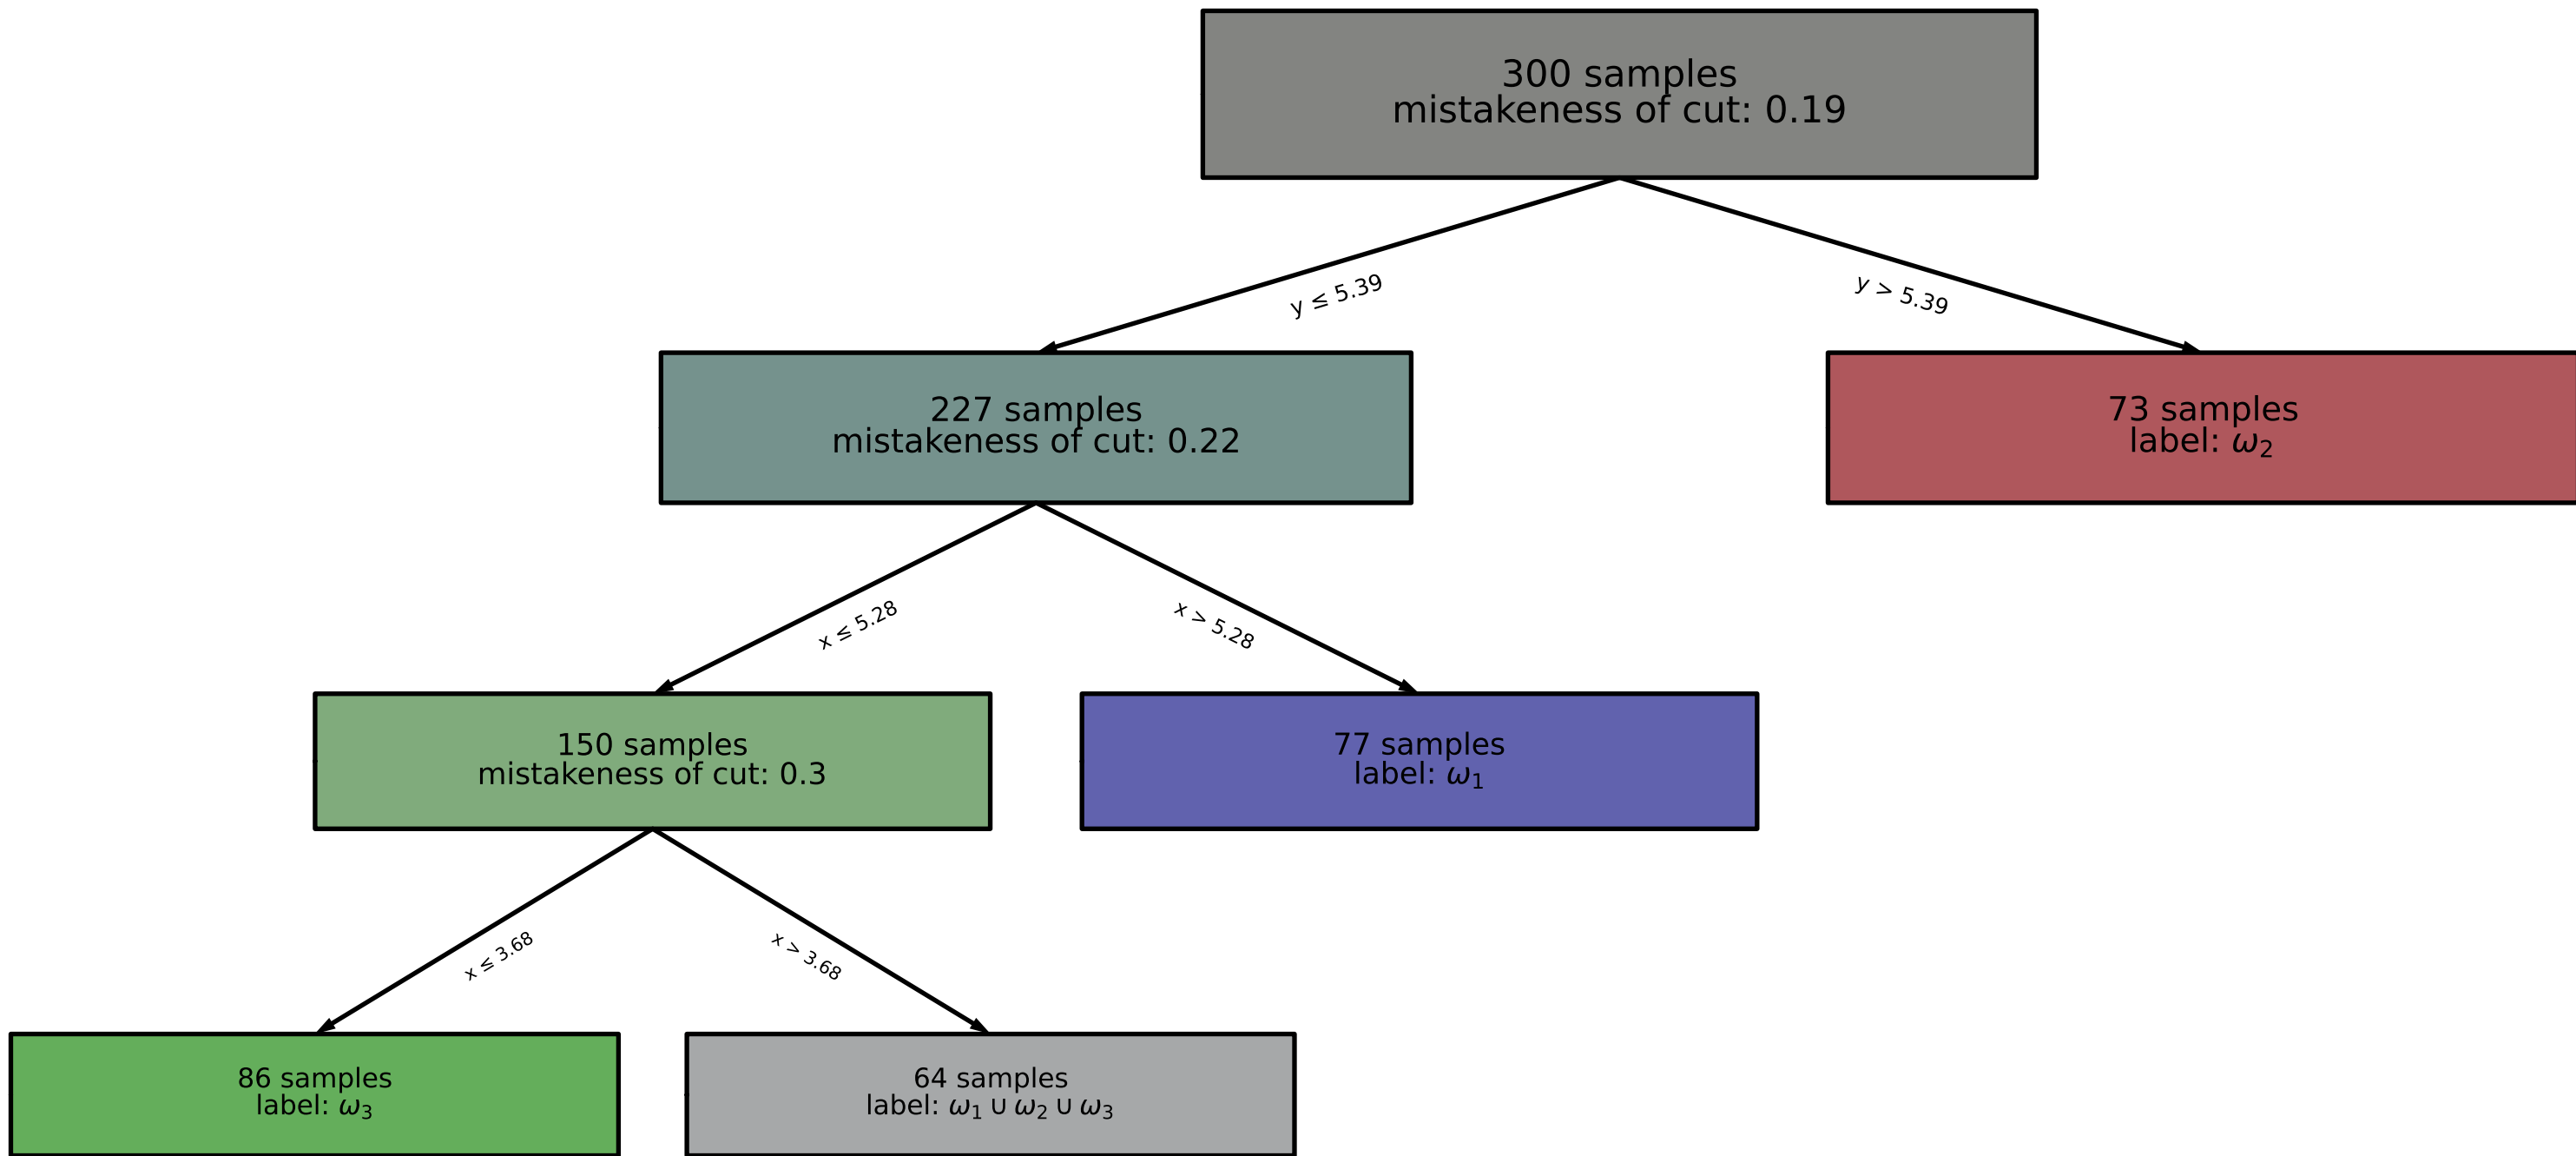 300 samples
mistakeness of cut: 0.19
y ≤ 5.39
y > 5.39
227 samples
mistakeness of cut: 0.22
73 samples
label: ω₂
x ≤ 5.28
x > 5.28
150 samples
mistakeness of cut: 0.3
77 samples
label: ω₁
x ≤ 3.68
x > 3.68
86 samples
label: ω₃
64 samples
label: ω₁ ∪ ω₂ ∪ ω₃